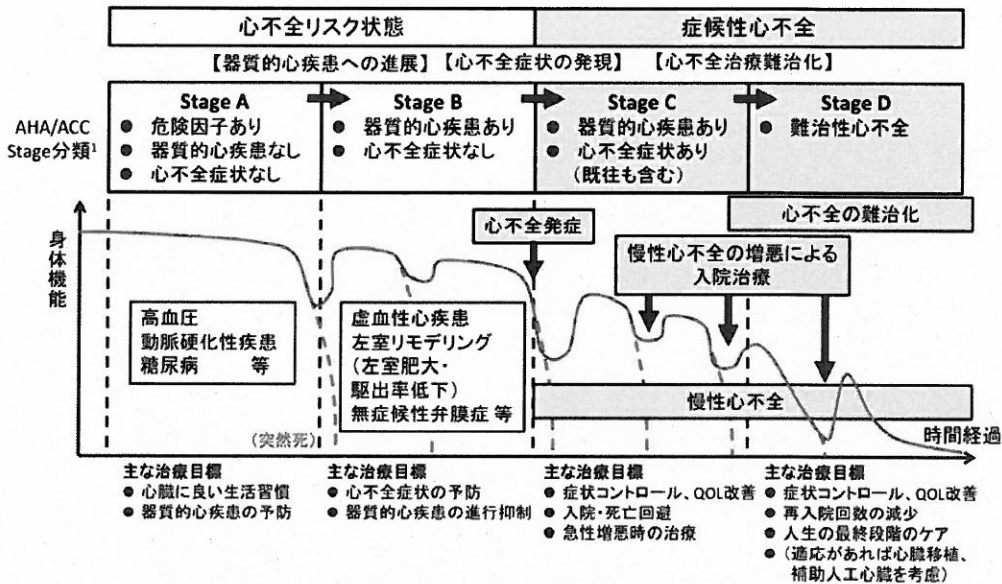 心不全リスク状態
症候性心不全
【器質的心疾患への進展】
【心不全症状の発現】
【心不全治療難治化】
AHA/ACC
Stage分類1
Stage A
● 危険因子あり
● 器質的心疾患なし
● 心不全症状なし
Stage B
● 器質的心疾患あり
● 心不全症状なし
Stage C
● 器質的心疾患あり
● 心不全症状あり
(既往も含む)
Stage D
● 難治性心不全
心不全の難治化
身体機能
心不全発症
慢性心不全の増悪による
入院治療
高血圧
動脈硬化性疾患
糖尿病 等
虚血性心疾患
左室リモデリング
(左室肥大・
駆出率低下)
無症候性弁膜症 等
慢性心不全
(突然死)
時間経過
主な治療目標
● 心臓に良い生活習慣
● 器質的心疾患の予防
主な治療目標
● 心不全症状の予防
● 器質的心疾患の進行抑制
主な治療目標
● 症状コントロール、QOL改善
● 入院・死亡回避
● 急性増悪時の治療
主な治療目標
● 症状コントロール、QOL改善
● 再入院回数の減少
● 人生の最終段階のケア
● (適応があれば心臓移植、
補助人工心臓を考慮)